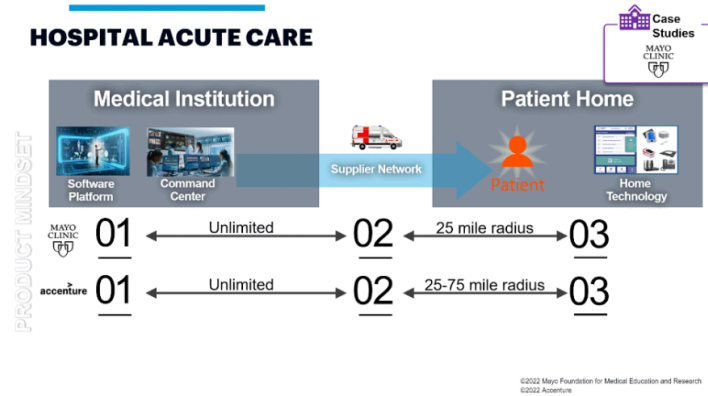 HOSPITAL ACUTE CARE
Case
Studies
MAYO
CLINIC
PRODUCT MINDSET
Medical Institution
Patient Home
Software
Platform
Command
Center
Supplier Network
Patient
Home
Technology
MAYO
CLINIC
01
Unlimited
02
25 mile radius
03
accenture
01
Unlimited
02
25-75 mile radius
03
©2022 Mayo Foundation for Medical Education and Research
©2022 Accenture